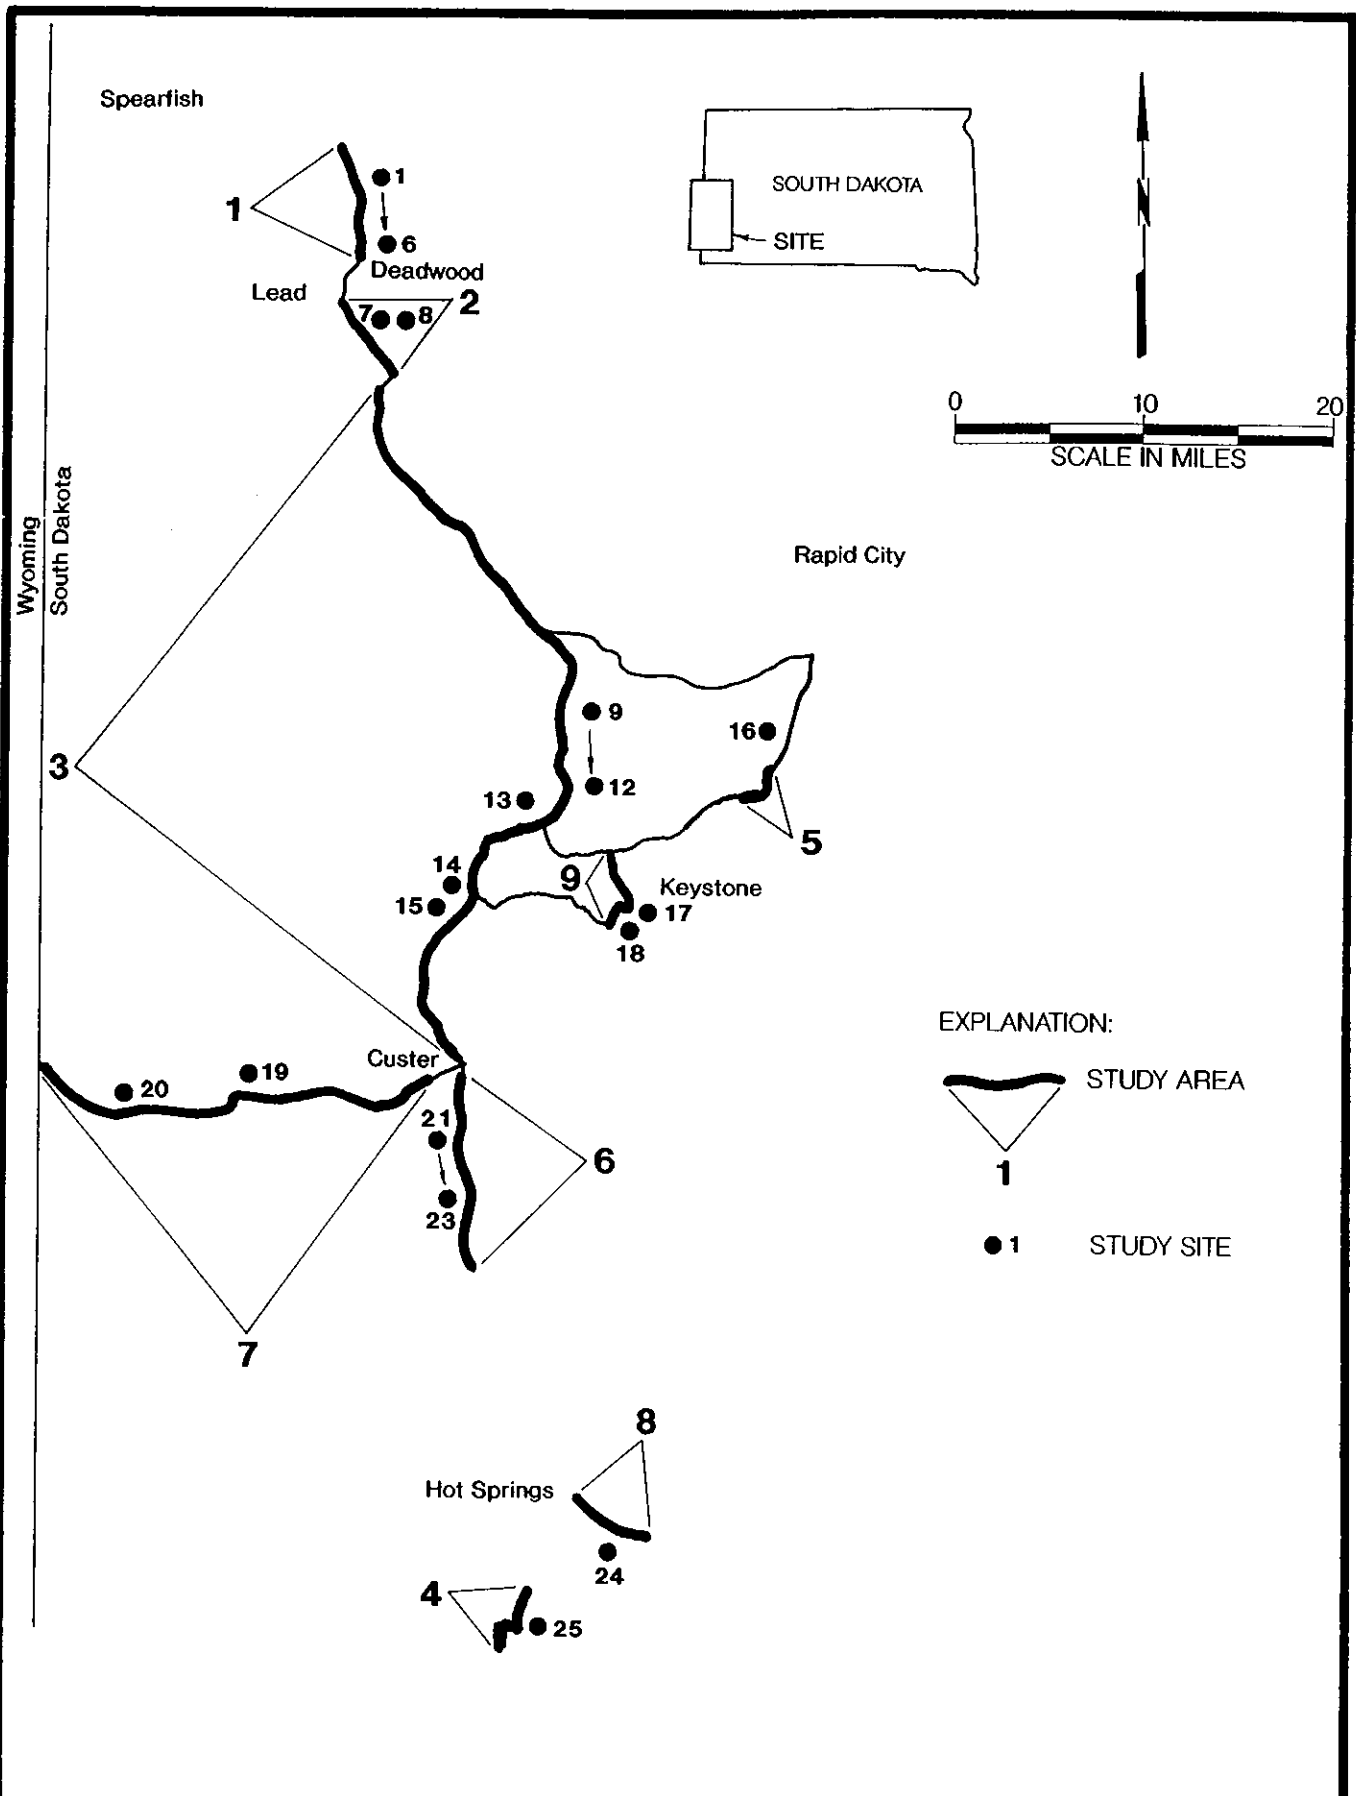 Spearfish
1
1
6
Deadwood
Lead
2
7
8
SOUTH DAKOTA
SITE
N
0
10
20
SCALE IN MILES
Wyoming
South Dakota
Rapid City
9
16
3
12
13
5
14
9
Keystone
15
17
18
EXPLANATION:
Custer
19
20
STUDY AREA
21
6
1
23
1
STUDY SITE
7
8
Hot Springs
24
4
25